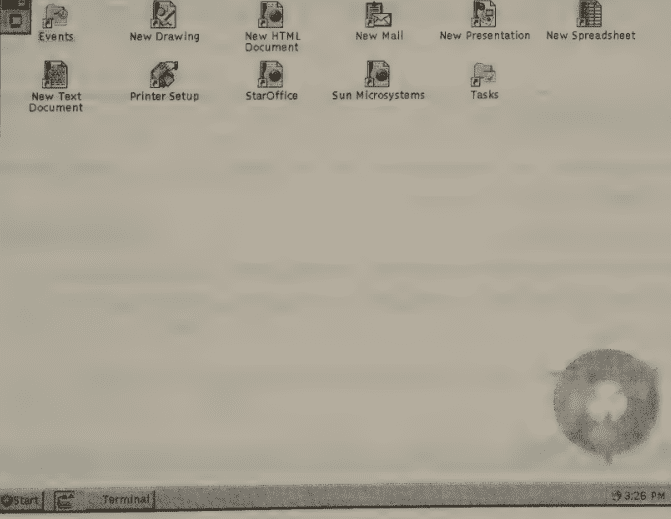 Events
New Drawing
New HTML
Document
New Mail
New Presentation
New Spreadsheet
New Text
Document
Printer Setup
StarOffice
Sun Microsystems
Tasks
Start
Terminal
3:26 PM